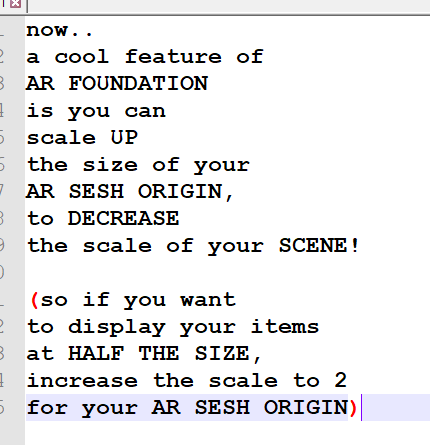 now..
a cool feature of
AR FOUNDATION
is you can
scale UP
the size of your
AR SESH ORIGIN,
to DECREASE
the scale of your SCENE!
(so if you want
to display your items
at HALF THE SIZE,
increase the scale to 2
for your AR SESH ORIGIN)